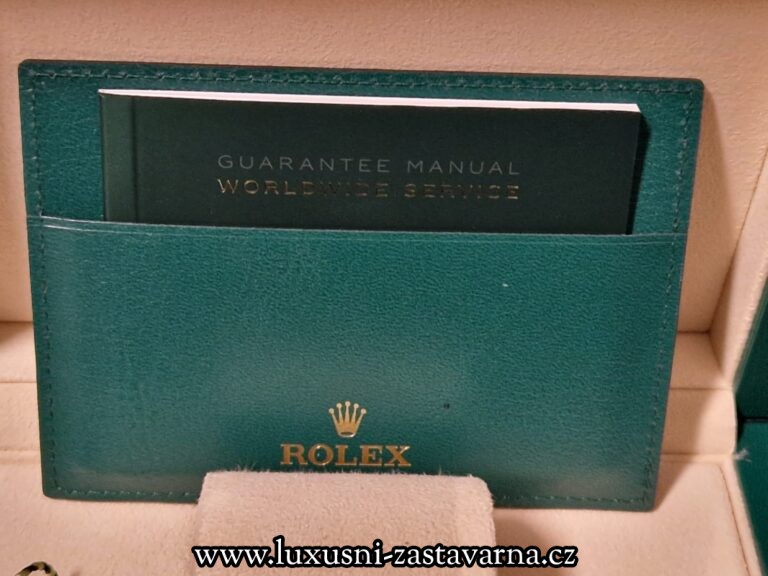 GUARANTEE MANUAL
WORLDWIDE SERVICE
ROLEX
www.luxusni-zastavarna.cz